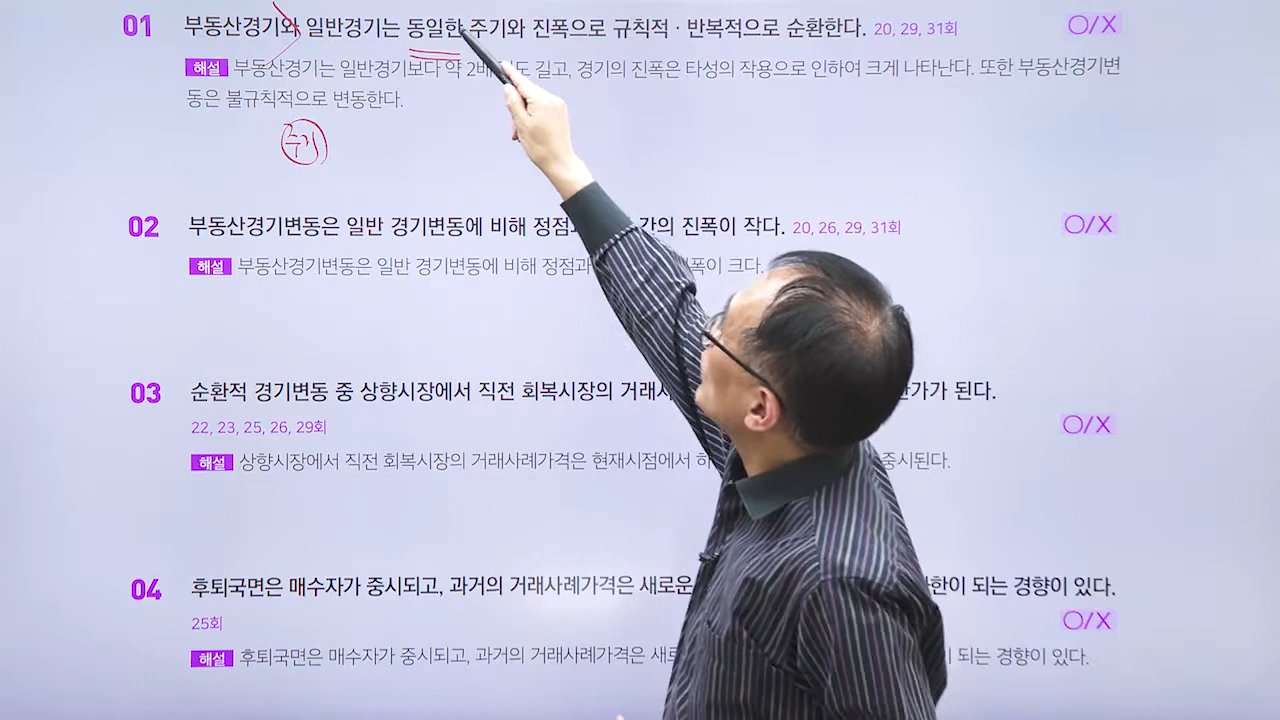 01 부동산경기와 일반경기는 동일한 주기와 진폭으로 규칙적·반복적으로 순환한다. 20, 29, 31회 O/X
해설 부동산경기는 일반경기보다 약 2배 도 길고, 경기의 진폭은 타성의 작용으로 인하여 크게 나타난다. 또한 부동산경기변
동은 불규칙적으로 변동한다.
주기
02 부동산경기변동은 일반 경기변동에 비해 정점과 간의 진폭이 작다. 20, 26, 29, 31회 O/X
해설 부동산경기변동은 일반 경기변동에 비해 정점과 폭이 크다.
03 순환적 경기변동 중 상향시장에서 직전 회복시장의 거래 가 된다.
22, 23, 25, 26, 29회 O/X
해설 상향시장에서 직전 회복시장의 거래사례가격은 현재시점에서 하 중시된다.
04 후퇴국면은 매수자가 중시되고, 과거의 거래사례가격은 새로운 한이 되는 경향이 있다.
25회 O/X
해설 후퇴국면은 매수자가 중시되고, 과거의 거래사례가격은 새로 되는 경향이 있다.